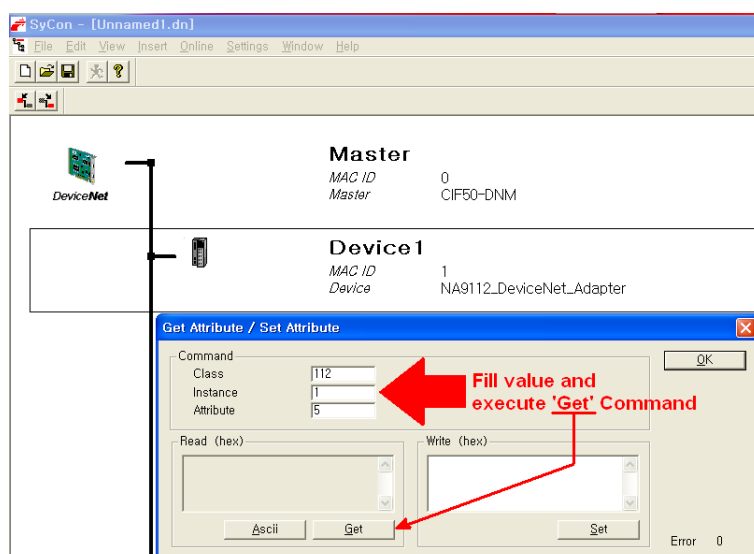 SyCon - [Unnamed1.dn]
File Edit View Insert Online Settings Window Help
DeviceNet
Master
MAC ID 0
Master CIF50-DNM
Device1
MAC ID 1
Device NA9112_DeviceNet_Adapter
Get Attribute / Set Attribute
Command
OK
Class 112
Instance 1
Attribute 5
Fill value and
execute 'Get' Command
Read (hex) Write (hex)
Ascii Get Set
Error 0